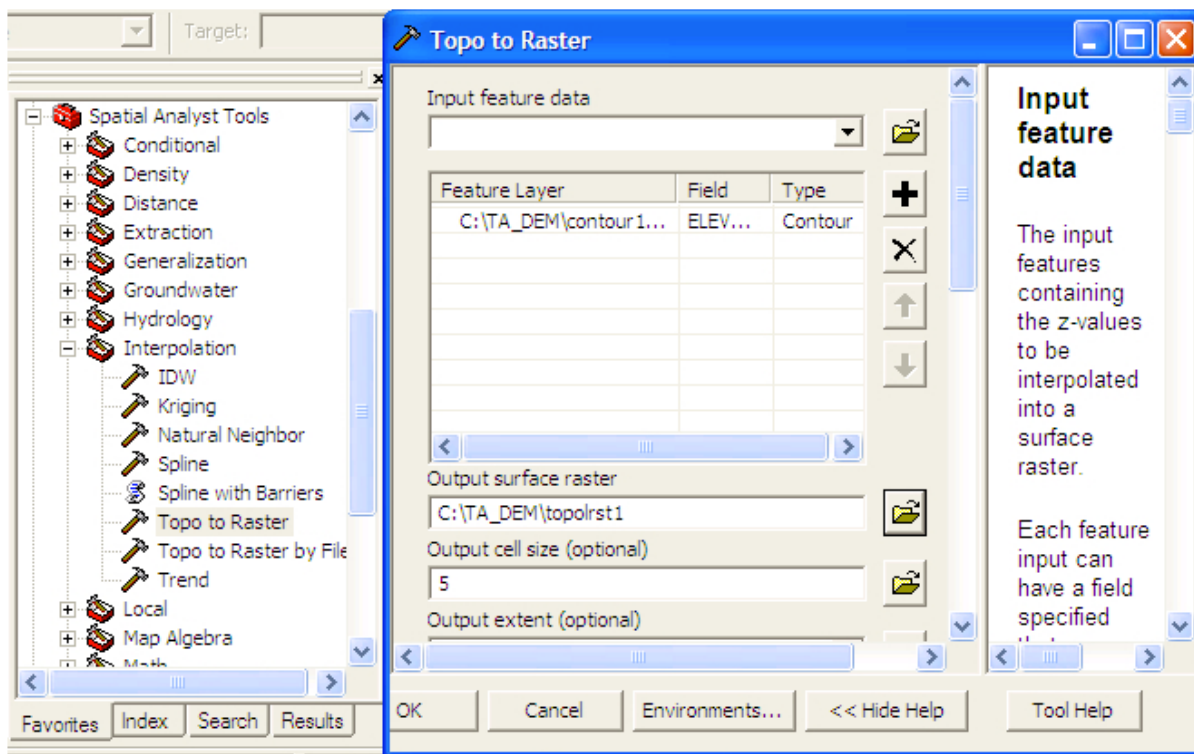 Target:
Spatial Analyst Tools
Conditional
Density
Distance
Extraction
Generalization
Groundwater
Hydrology
Interpolation
IDW
Kriging
Natural Neighbor
Spline
Spline with Barriers
Topo to Raster
Topo to Raster by File
Trend
Local
Map Algebra
Math
Favorites Index Search Results
Topo to Raster
Input feature data
Feature Layer Field Type
C:\TA_DEM\contour1... ELEV... Contour
Output surface raster
C:\TA_DEM\topolrst1
Output cell size (optional)
5
Output extent (optional)
OK Cancel Environments... << Hide Help Tool Help
Input
feature
data
The input
features
containing
the z-values
to be
interpolated
into a
surface
raster.
Each feature
input can
have a field
specified